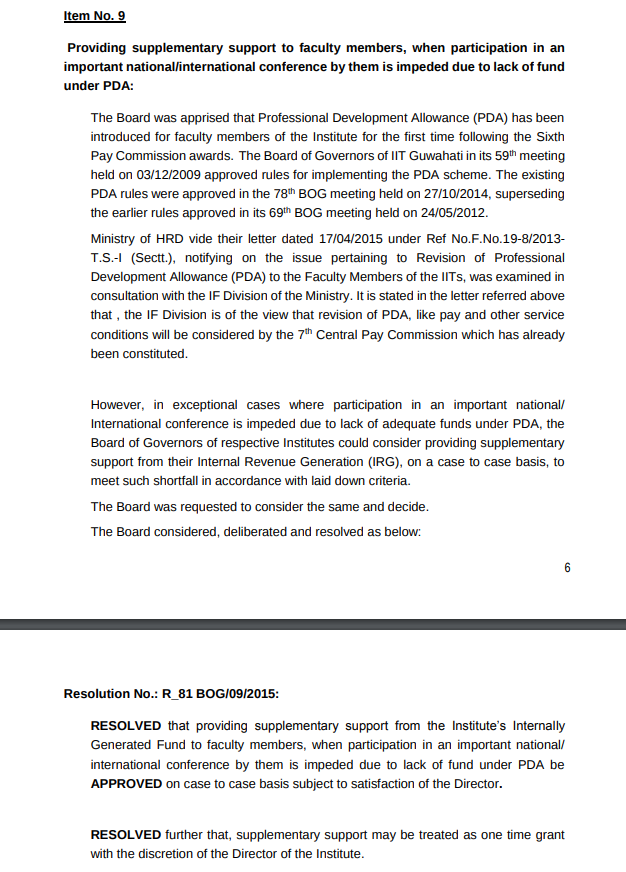 Item No. 9
Providing supplementary support to faculty members, when participation in an
important national/international conference by them is impeded due to lack of fund
under PDA:
The Board was apprised that Professional Development Allowance (PDA) has been
introduced for faculty members of the Institute for the first time following the Sixth
Pay Commission awards. The Board of Governors of IIT Guwahati in its 59th meeting
held on 03/12/2009 approved rules for implementing the PDA scheme. The existing
PDA rules were approved in the 78th BOG meeting held on 27/10/2014, superseding
the earlier rules approved in its 69th BOG meeting held on 24/05/2012.
Ministry of HRD vide their letter dated 17/04/2015 under Ref No.F.No.19-8/2013-
T.S.-I (Sectt.), notifying on the issue pertaining to Revision of Professional
Development Allowance (PDA) to the Faculty Members of the IITs, was examined in
consultation with the IF Division of the Ministry. It is stated in the letter referred above
that , the IF Division is of the view that revision of PDA, like pay and other service
conditions will be considered by the 7th Central Pay Commission which has already
been constituted.
However, in exceptional cases where participation in an important national/
International conference is impeded due to lack of adequate funds under PDA, the
Board of Governors of respective Institutes could consider providing supplementary
support from their Internal Revenue Generation (IRG), on a case to case basis, to
meet such shortfall in accordance with laid down criteria.
The Board was requested to consider the same and decide.
The Board considered, deliberated and resolved as below:
6
Resolution No.: R_81 BOG/09/2015:
RESOLVED that providing supplementary support from the Institute's Internally
Generated Fund to faculty members, when participation in an important national/
international conference by them is impeded due to lack of fund under PDA be
APPROVED on case to case basis subject to satisfaction of the Director.
RESOLVED further that, supplementary support may be treated as one time grant
with the discretion of the Director of the Institute.